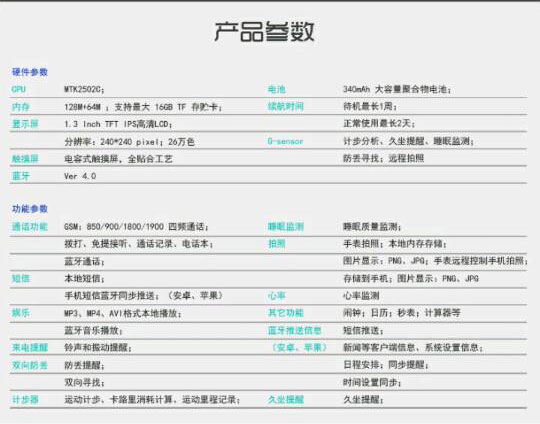 产品参数
硬件参数
CPU MTK2502C; 电池 340mAh 大容量聚合物电池;
内存 128M+64M ; 支持最大 16GB TF 存贮卡; 续航时间 待机最长1周;
显示屏 1.3 Inch TFT IPS高清LCD; 正常使用最长2天;
分辨率: 240*240 pixel; 26万色 G-sensor 计步分析、久坐提醒、睡眠监测;
触摸屏 电容式触摸屏, 全贴合工艺 防丢寻找; 远程拍照
蓝牙 Ver 4.0
功能参数
通话功能 GSM: 850/900/1800/1900 四频通话; 睡眠监测 睡眠质量监测;
拨打、免提接听、通话记录、电话本; 拍照 手表拍照; 本地内存存储;
蓝牙通话; 图片显示: PNG、JPG; 手表远程控制手机拍照;
短信 本地短信; 存储到手机; 图片显示: PNG、JPG
手机短信蓝牙同步推送; (安卓、苹果) 心率 心率监测
娱乐 MP3、MP4、AVI格式本地播放; 其它功能 闹钟; 日历; 秒表; 计算器等
蓝牙音乐播放; 蓝牙推送信息 短信推送;
来电提醒 铃声和振动提醒; (安卓、苹果) 新闻等客户端信息、系统设置信息;
双向防丢 防丢提醒; 日程安排; 同步提醒;
双向寻找; 时间设置同步;
计步器 运动计步、卡路里消耗计算、运动里程记录; 久坐提醒 久坐提醒;